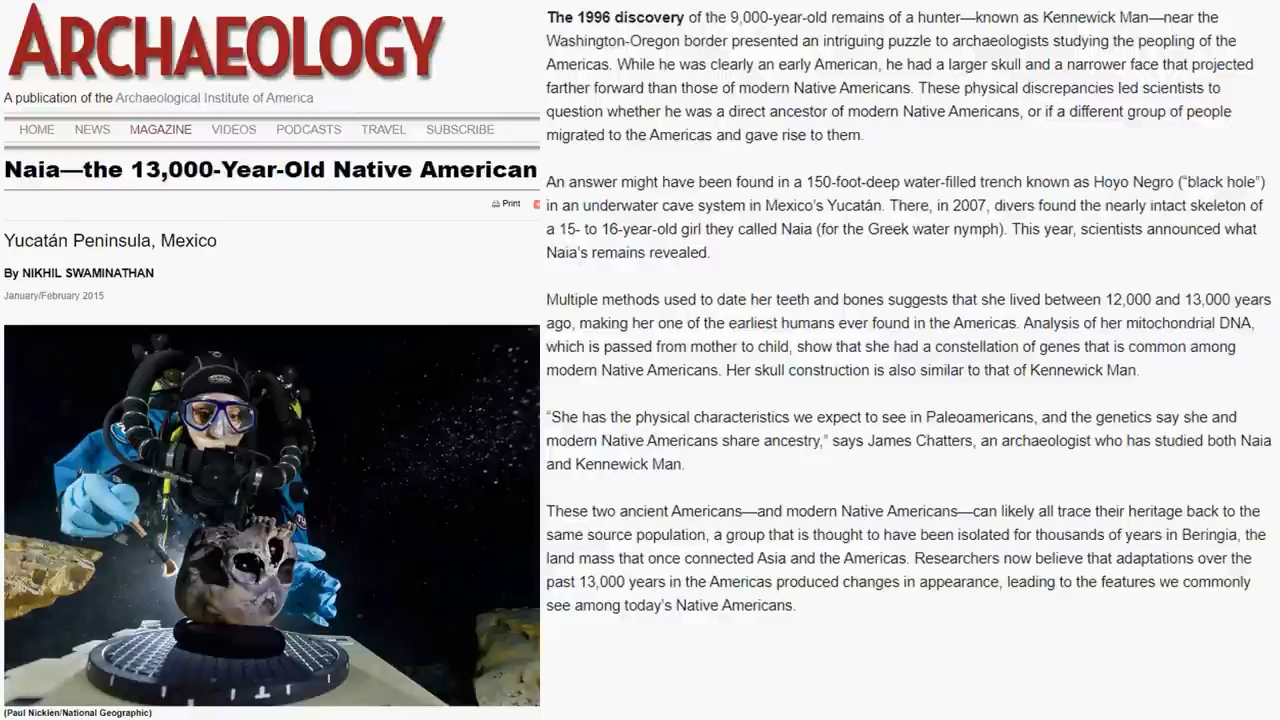 ARCHAEOLOGY
A publication of the Archaeological Institute of America
HOME NEWS MAGAZINE VIDEOS PODCASTS TRAVEL SUBSCRIBE
Naia—the 13,000-Year-Old Native American
Print
Yucatán Peninsula, Mexico
By NIKHIL SWAMINATHAN
January/February 2015
(Paul Nicklen/National Geographic)
The 1996 discovery of the 9,000-year-old remains of a hunter—known as Kennewick Man—near the
Washington-Oregon border presented an intriguing puzzle to archaeologists studying the peopling of the
Americas. While he was clearly an early American, he had a larger skull and a narrower face that projected
farther forward than those of modern Native Americans. These physical discrepancies led scientists to
question whether he was a direct ancestor of modern Native Americans, or if a different group of people
migrated to the Americas and gave rise to them.
An answer might have been found in a 150-foot-deep water-filled trench known as Hoyo Negro (“black hole”)
in an underwater cave system in Mexico’s Yucatán. There, in 2007, divers found the nearly intact skeleton of
a 15- to 16-year-old girl they called Naia (for the Greek water nymph). This year, scientists announced what
Naia’s remains revealed.
Multiple methods used to date her teeth and bones suggests that she lived between 12,000 and 13,000 years
ago, making her one of the earliest humans ever found in the Americas. Analysis of her mitochondrial DNA,
which is passed from mother to child, show that she had a constellation of genes that is common among
modern Native Americans. Her skull construction is also similar to that of Kennewick Man.
“She has the physical characteristics we expect to see in Paleoamericans, and the genetics say she and
modern Native Americans share ancestry,” says James Chatters, an archaeologist who has studied both Naia
and Kennewick Man.
These two ancient Americans—and modern Native Americans—can likely all trace their heritage back to the
same source population, a group that is thought to have been isolated for thousands of years in Beringia, the
land mass that once connected Asia and the Americas. Researchers now believe that adaptations over the
past 13,000 years in the Americas produced changes in appearance, leading to the features we commonly
see among today’s Native Americans.